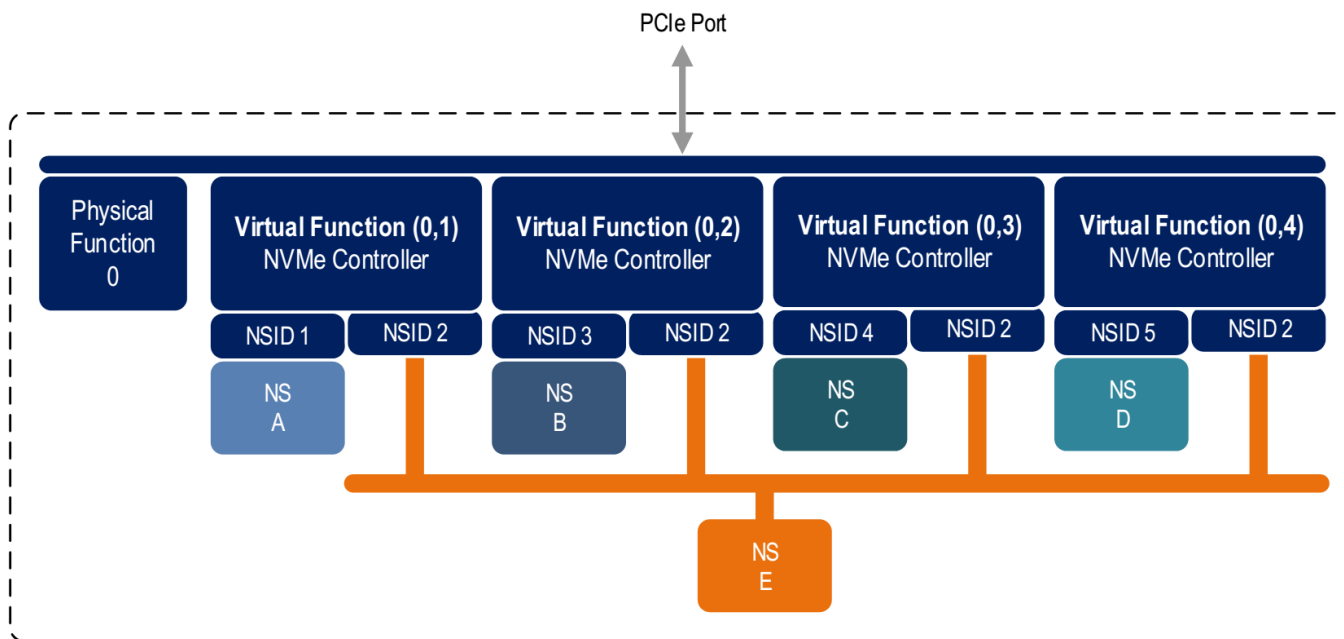 PCIe Port
Physical
Function
0
Virtual Function (0,1)
NVMe Controller
Virtual Function (0,2)
NVMe Controller
Virtual Function (0,3)
NVMe Controller
Virtual Function (0,4)
NVMe Controller
NSID 1
NSID 2
NSID 3
NSID 2
NSID 4
NSID 2
NSID 5
NSID 2
NS
A
NS
B
NS
C
NS
D
NS
E